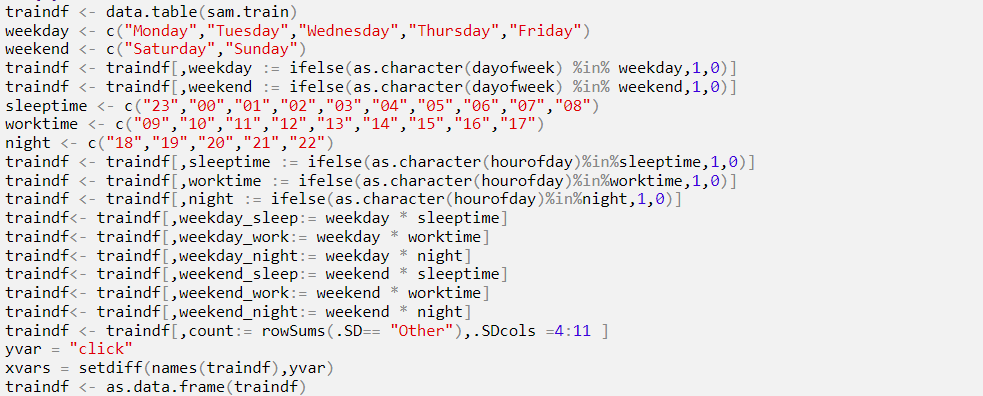 traindf <- data.table(sam.train)
weekday <- c("Monday","Tuesday","Wednesday","Thursday","Friday")
weekend <- c("Saturday","Sunday")
traindf <- traindf[,weekday := ifelse(as.character(dayofweek) %in% weekday,1,0)]
traindf <- traindf[,weekend := ifelse(as.character(dayofweek) %in% weekend,1,0)]
sleeptime <- c("23","00","01","02","03","04","05","06","07","08")
worktime <- c("09","10","11","12","13","14","15","16","17")
night <- c("18","19","20","21","22")
traindf <- traindf[,sleeptime := ifelse(as.character(hourofday)%in%sleeptime,1,0)]
traindf <- traindf[,worktime := ifelse(as.character(hourofday)%in%worktime,1,0)]
traindf <- traindf[,night := ifelse(as.character(hourofday)%in%night,1,0)]
traindf<- traindf[,weekday_sleep:= weekday * sleeptime]
traindf<- traindf[,weekday_work:= weekday * worktime]
traindf<- traindf[,weekday_night:= weekday * night]
traindf<- traindf[,weekend_sleep:= weekend * sleeptime]
traindf<- traindf[,weekend_work:= weekend * worktime]
traindf<- traindf[,weekend_night:= weekend * night]
traindf <- traindf[,count:= rowSums(.SD== "Other"),.SDcols =4:11 ]
yvar = "click"
xvars = setdiff(names(traindf),yvar)
traindf <- as.data.frame(traindf)